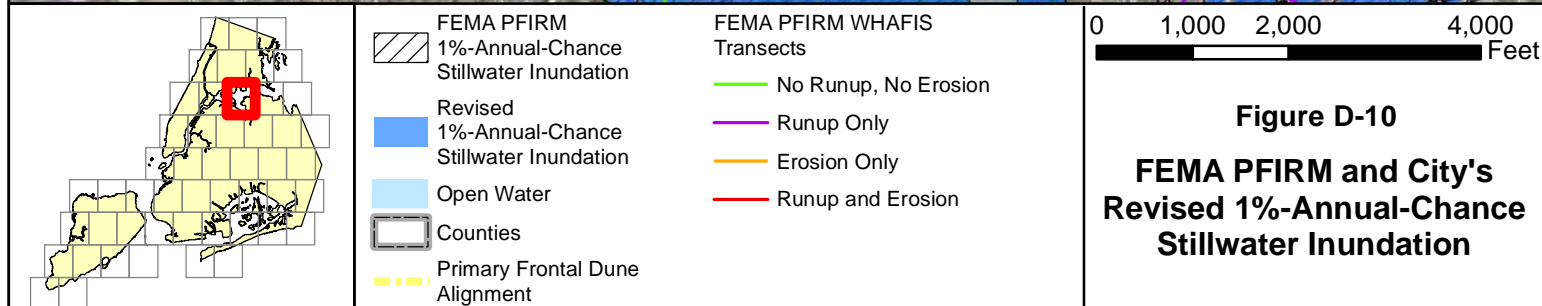 FEMA PFIRM
1%-Annual-Chance
Stillwater Inundation
Revised
1%-Annual-Chance
Stillwater Inundation
Open Water
Counties
Primary Frontal Dune
Alignment
FEMA PFIRM WHAFIS
Transects
No Runup, No Erosion
Runup Only
Erosion Only
Runup and Erosion
0 1,000 2,000 4,000
Feet
Figure D-10
FEMA PFIRM and City's
Revised 1%-Annual-Chance
Stillwater Inundation